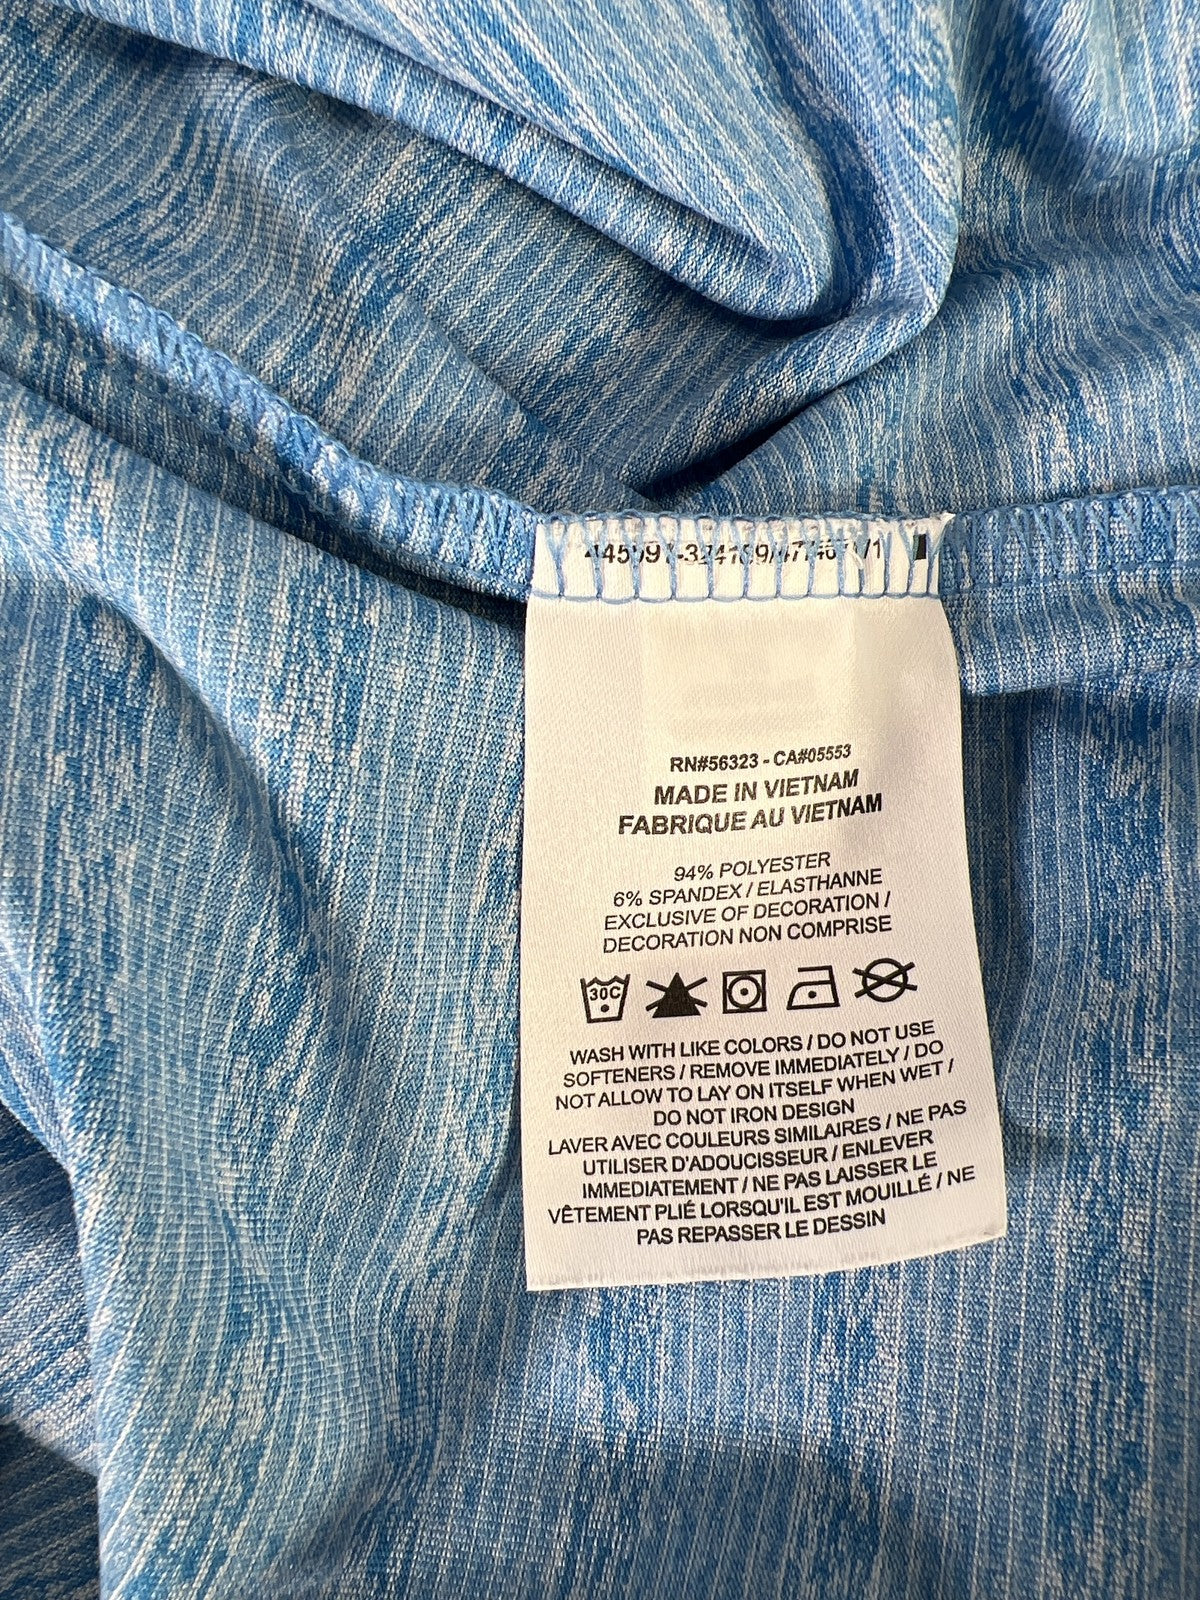 RN#56323 - CA#05553
MADE IN VIETNAM
FABRIQUE AU VIETNAM
94% POLYESTER
6% SPANDEX / ELASTHANNE
EXCLUSIVE OF DECORATION /
DECORATION NON COMPRISE
30C
WASH WITH LIKE COLORS / DO NOT USE
SOFTENERS / REMOVE IMMEDIATELY / DO
NOT ALLOW TO LAY ON ITSELF WHEN WET /
DO NOT IRON DESIGN
LAVER AVEC COULEURS SIMILAIRES / NE PAS
UTILISER D'ADOUCISSEUR / ENLEVER
IMMEDIATEMENT / NE PAS LAISSER LE
VÊTEMENT PLIÉ LORSQU'IL EST MOUILLÉ / NE
PAS REPASSER LE DESSIN